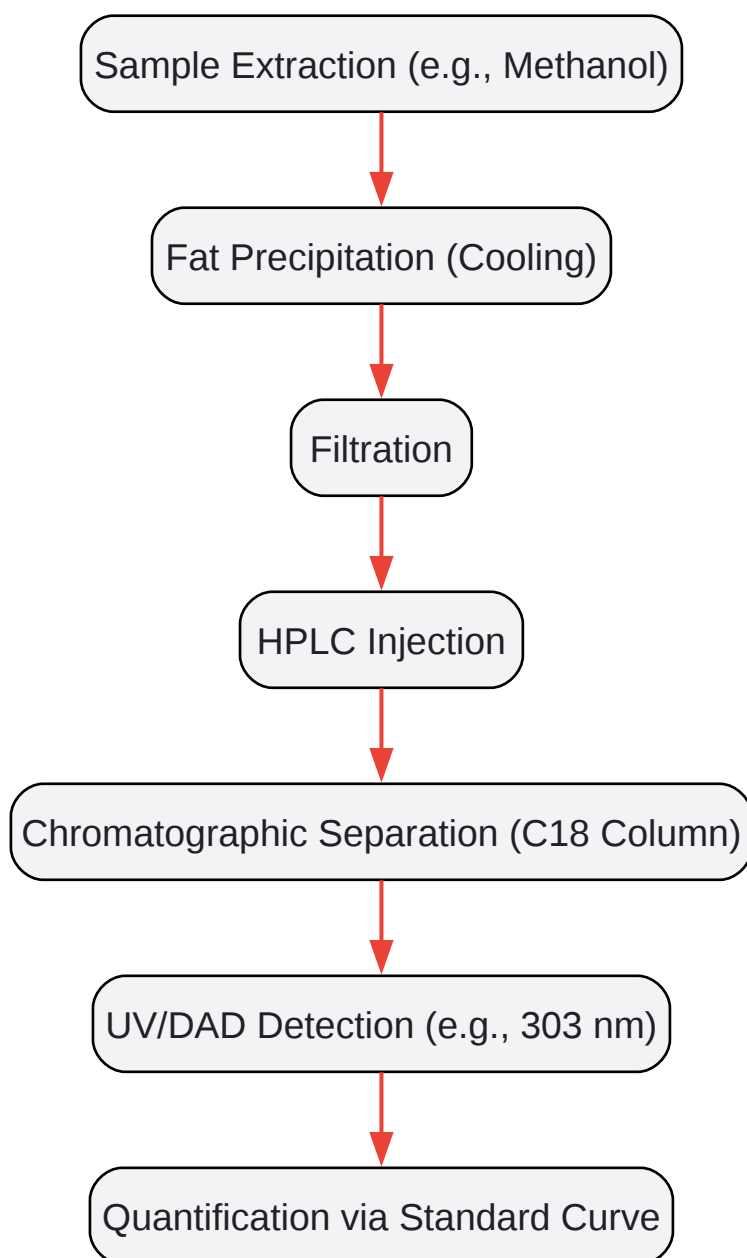 Sample Extraction (e.g., Methanol)
Fat Precipitation (Cooling)
Filtration
HPLC Injection
Chromatographic Separation (C18 Column)
UV/DAD Detection (e.g., 303 nm)
Quantification via Standard Curve